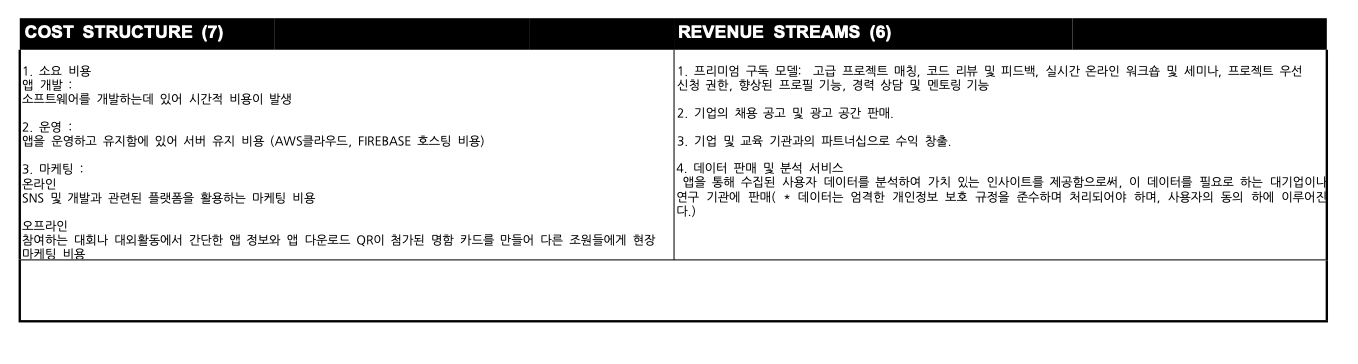 COST STRUCTURE (7)
1. 소요 비용
앱 개발 :
소프트웨어를 개발하는데 있어 시간적 비용이 발생
2. 운영 :
앱을 운영하고 유지함에 있어 서버 유지 비용 (AWS클라우드, FIREBASE 호스팅 비용)
3. 마케팅 :
온라인
SNS 및 개발과 관련된 플랫폼을 활용하는 마케팅 비용
오프라인
참여하는 대회나 대외활동에서 간단한 앱 정보와 앱 다운로드 QR이 첨가된 명함 카드를 만들어 다른 조원들에게 현장
마케팅 비용
REVENUE STREAMS (6)
1. 프리미엄 구독 모델: 고급 프로젝트 매칭, 코드 리뷰 및 피드백, 실시간 온라인 워크숍 및 세미나, 프로젝트 우선
신청 권한, 향상된 프로필 기능, 경력 상담 및 멘토링 기능
2. 기업의 채용 공고 및 광고 공간 판매.
3. 기업 및 교육 기관과의 파트너십으로 수익 창출.
4. 데이터 판매 및 분석 서비스
앱을 통해 수집된 사용자 데이터를 분석하여 가치 있는 인사이트를 제공함으로써, 이 데이터를 필요로 하는 대기업이나
연구 기관에 판매( * 데이터는 엄격한 개인정보 보호 규정을 준수하며 처리되어야 하며, 사용자의 동의 하에 이루어진
다.)